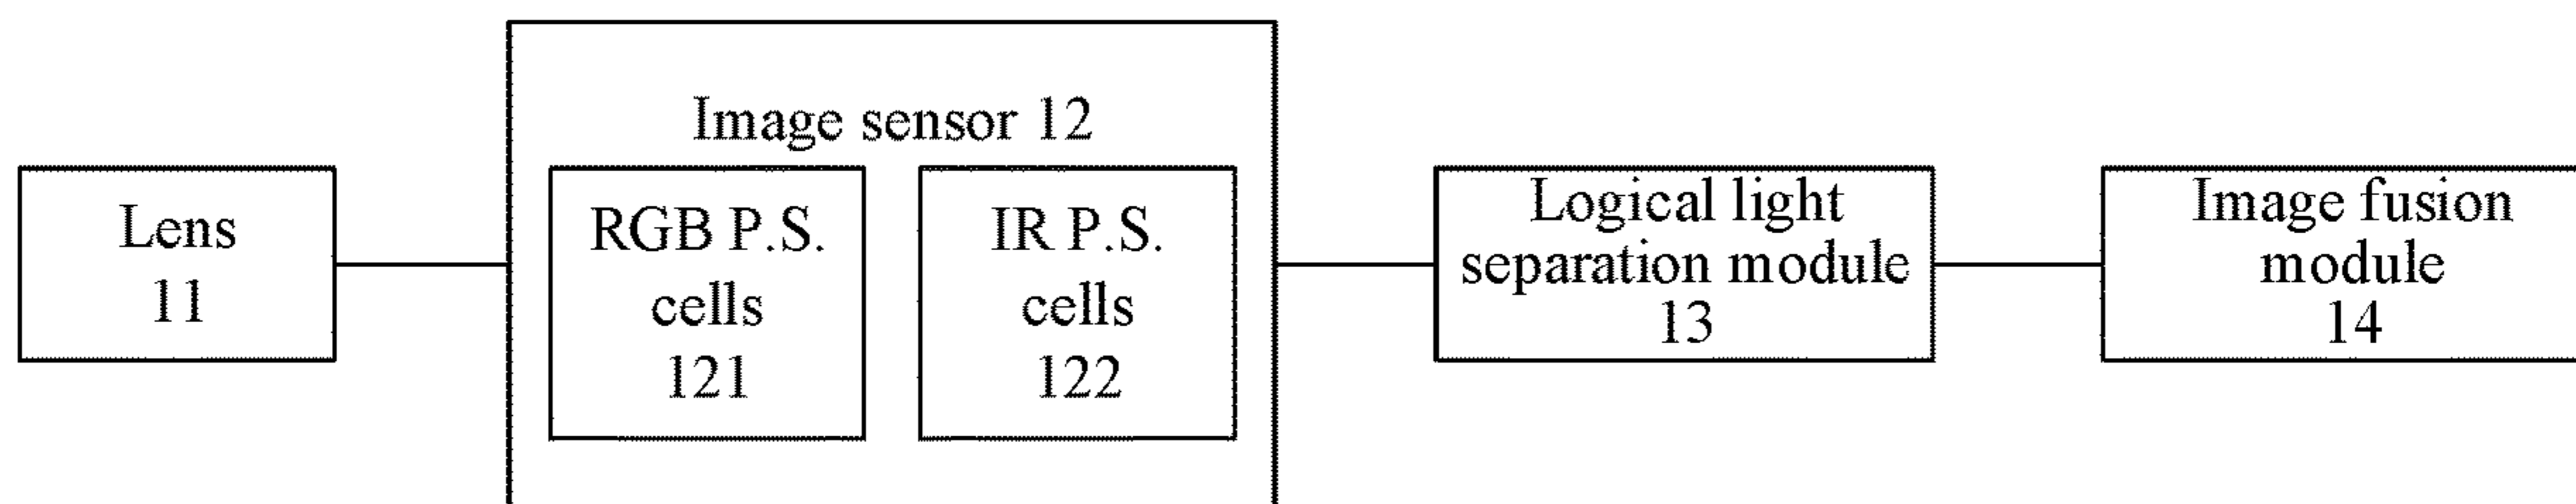 Lens
11
Image sensor 12
RGB P.S.
cells
121
IR P.S.
cells
122
Logical light
separation module
13
Image fusion
module
14